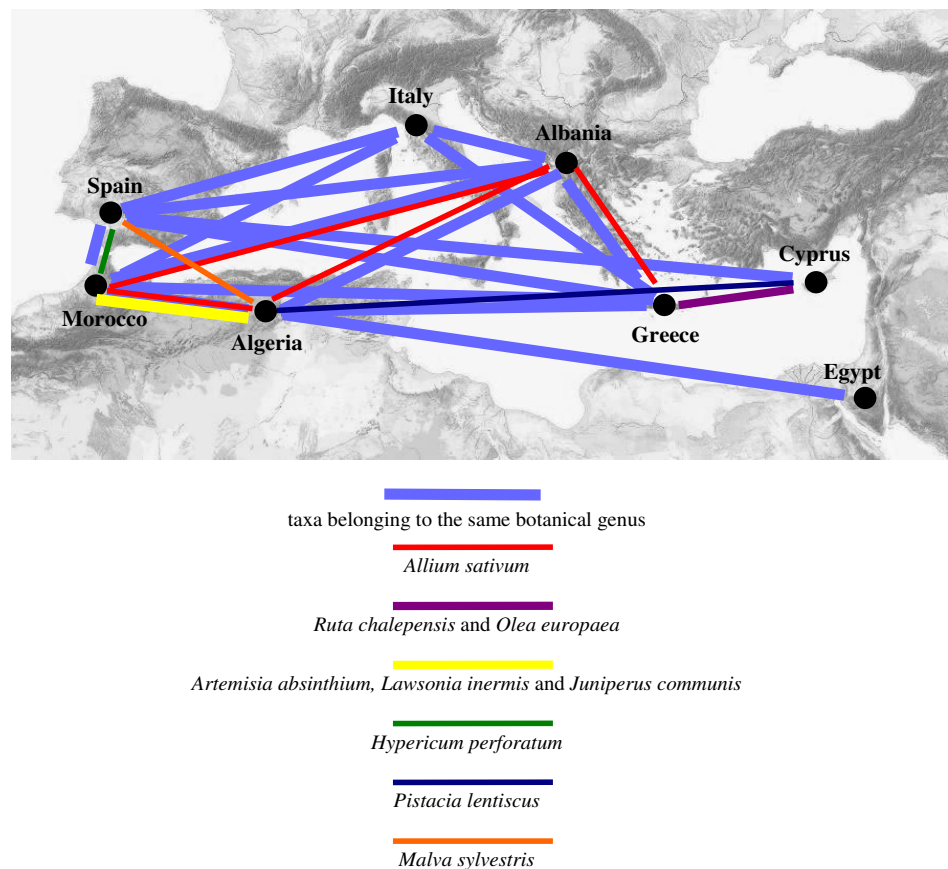 Italy
Albania
Spain
Cyprus
Morocco
Algeria
Greece
Egypt
taxa belonging to the same botanical genus
Allium sativum
Ruta chalepensis and Olea europaea
Artemisia absinthium, Lawsonia inermis and Juniperus communis
Hypericum perforatum
Pistacia lentiscus
Malva sylvestris